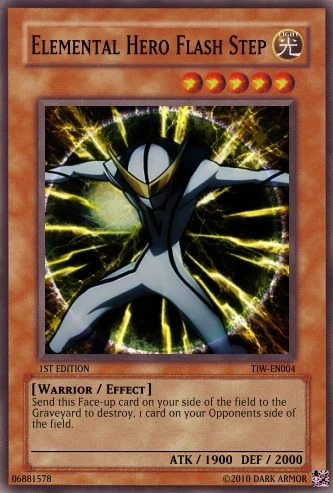 ELEMENTAL HERO FLASH STEP
LIGHT
光
1ST EDITION
TIW-EN004
[WARRIOR / EFFECT]
Send this Face-up card on your side of the field to the
Graveyard to destroy, 1 card on your Opponents side of
the field.
ATK / 1900 DEF / 2000
06881578
©2010 DARK ARMOR